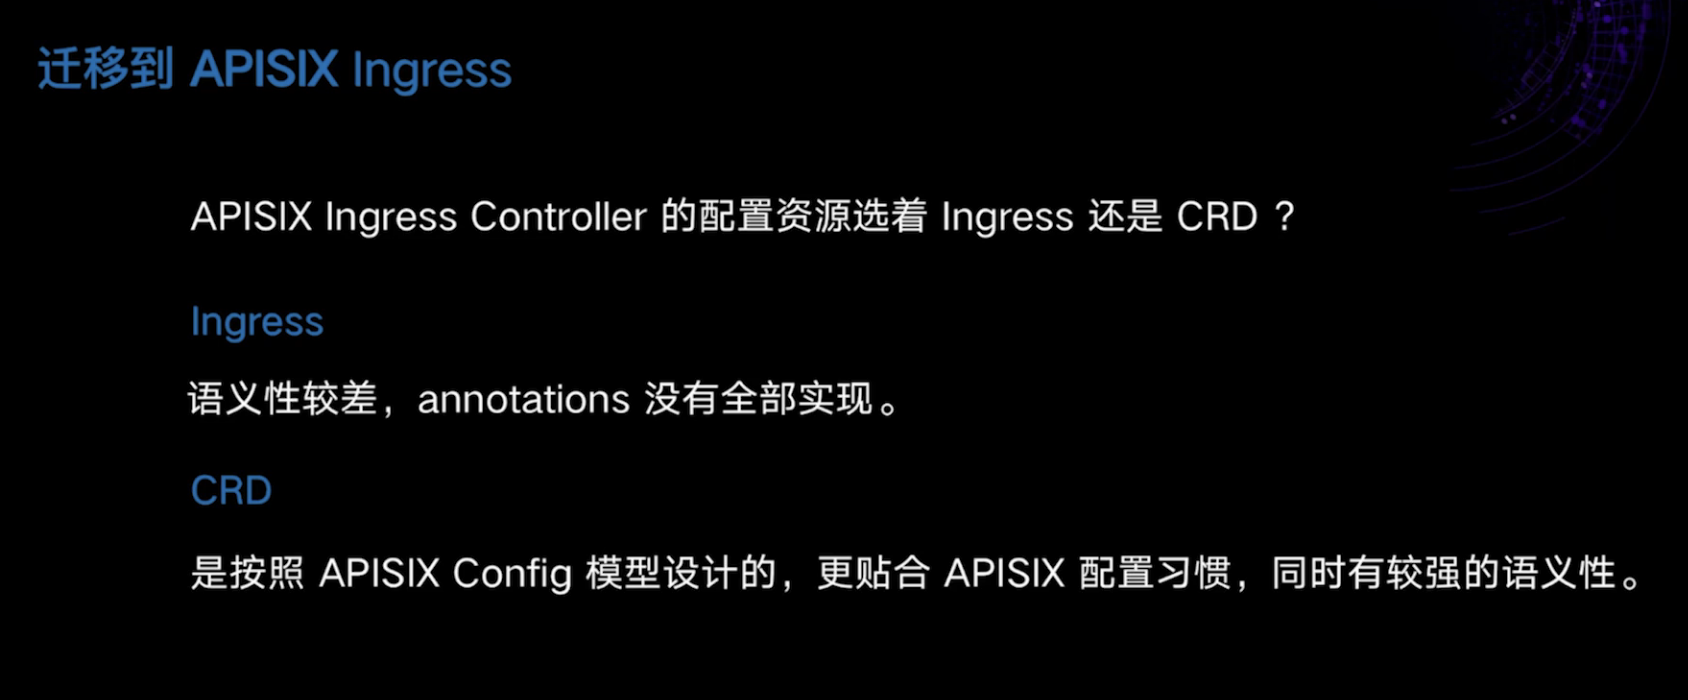 迁移到 APISIX Ingress
APISIX Ingress Controller 的配置资源选着 Ingress 还是 CRD ？
Ingress
语义性较差，annotations 没有全部实现。
CRD
是按照 APISIX Config 模型设计的，更贴合 APISIX 配置习惯，同时有较强的语义性。